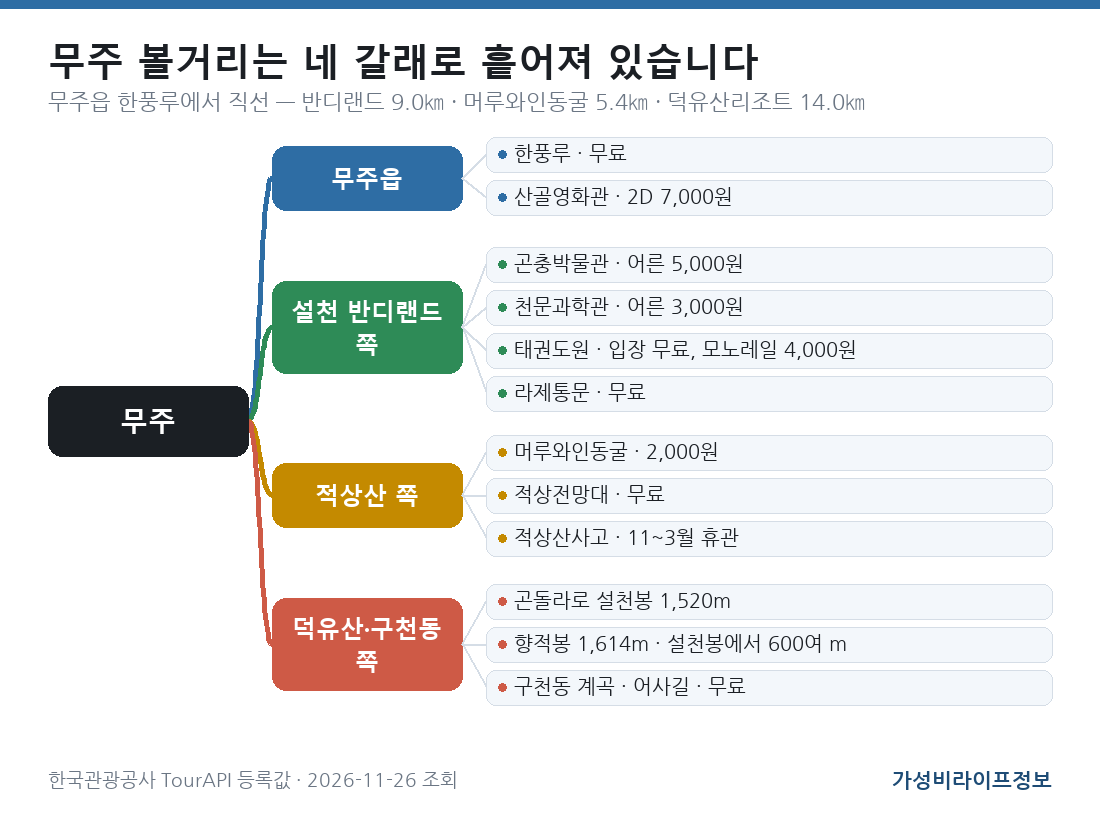 무주 볼거리는 네 갈래로 흩어져 있습니다
무주읍 한풍루에서 직선 — 반디랜드 9.0㎞ · 머루와인동굴 5.4㎞ · 덕유산리조트 14.0㎞
무주
무주읍
한풍루 · 무료
산골영화관 · 2D 7,000원
설천 반디랜드
쪽
곤충박물관 · 어른 5,000원
천문과학관 · 어른 3,000원
태권도원 · 입장 무료, 모노레일 4,000원
라제통문 · 무료
적상산 쪽
머루와인동굴 · 2,000원
적상전망대 · 무료
적상산사고 · 11~3월 휴관
덕유산·구천동
쪽
곤돌라로 설천봉 1,520m
향적봉 1,614m · 설천봉에서 600여 m
구천동 계곡 · 어사길 · 무료
한국관광공사 TourAPI 등록값 · 2026-11-26 조회
가성비라이프정보